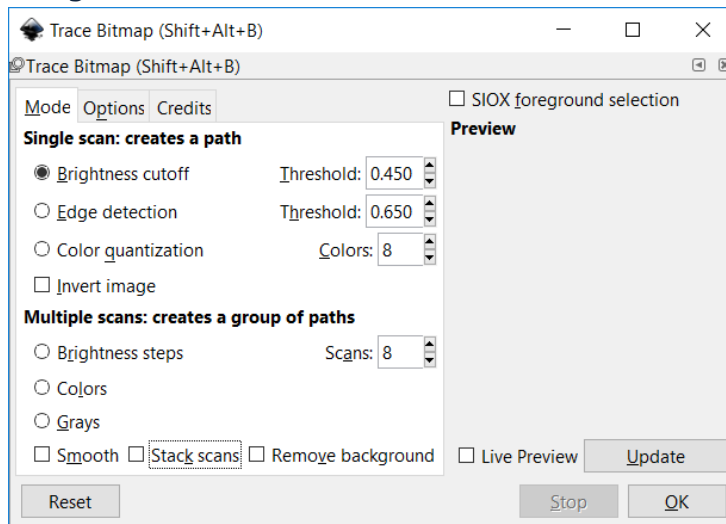 Trace Bitmap (Shift+Alt+B)
Trace Bitmap (Shift+Alt+B)
Mode Options Credits
Single scan: creates a path
Brightness cutoff Threshold: 0.450
Edge detection Threshold: 0.650
Color quantization Colors: 8
Invert image
Multiple scans: creates a group of paths
Brightness steps Scans: 8
Colors
Grays
Smooth Stack scans Remove background
Reset
SIOX foreground selection
Preview
Live Preview Update
Stop OK